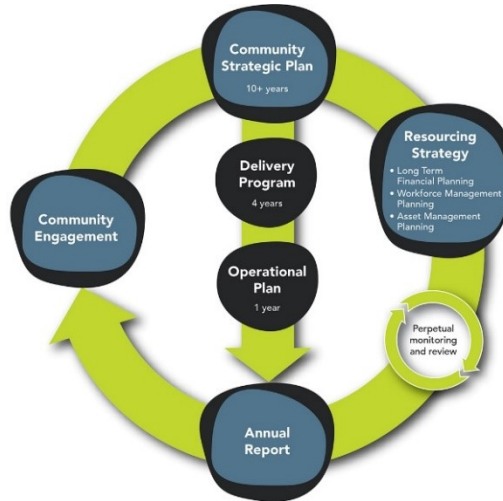 Community
Strategic Plan
10+ years
Resourcing
Strategy
• Long Term
Financial Planning
• Workforce Management
Planning
• Asset Management
Planning
Delivery
Program
4 years
Community
Engagement
Operational
Plan
1 year
Perpetual
monitoring
and review
Annual
Report